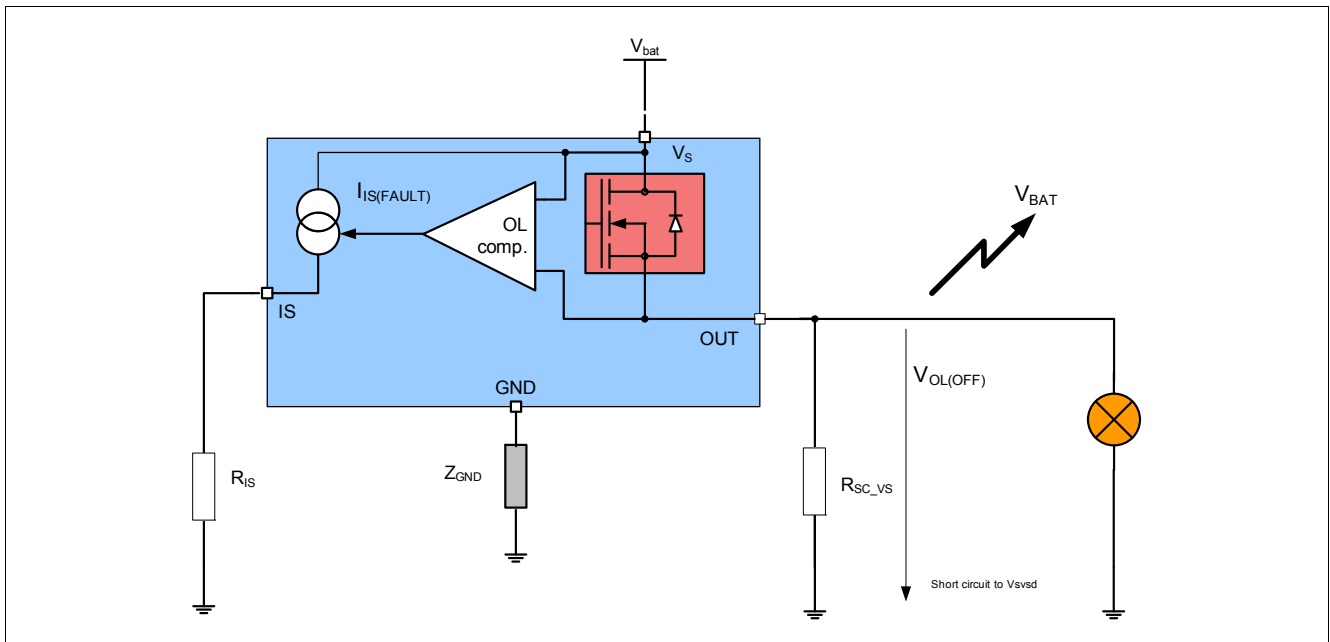 Vbat
VS
IIS(FAULT)
OL
comp.
VBAT
IS
OUT
VOL(OFF)
GND
ZGND
RIS
RSC_VS
Short circuit to Vsvsd